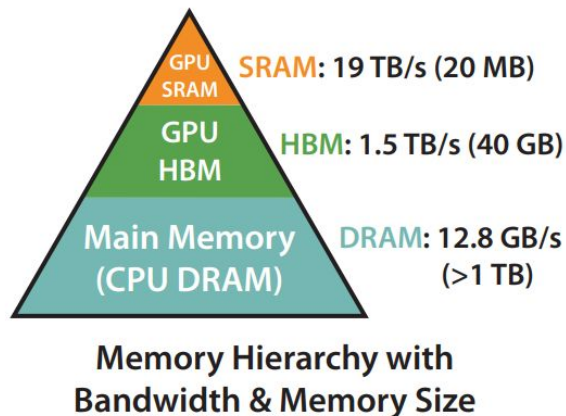 GPU
SRAM
SRAM: 19 TB/s (20 MB)
GPU
HBM
HBM: 1.5 TB/s (40 GB)
Main Memory
(CPU DRAM)
DRAM: 12.8 GB/s
(>1 TB)
Memory Hierarchy with
Bandwidth & Memory Size